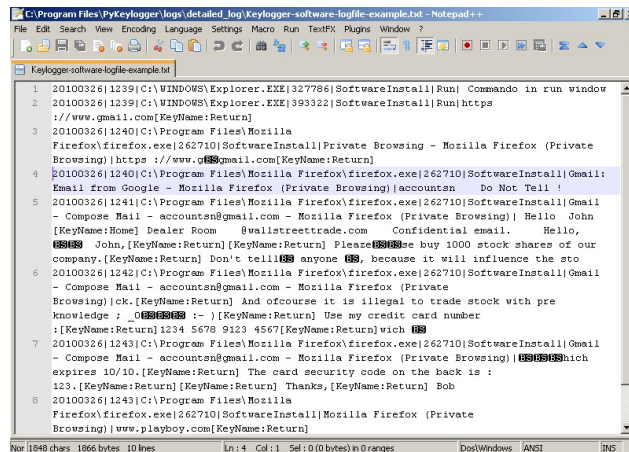 C:\Program Files\PyKeylogger\logs\detailed_log\Keylogger-software-logfile-example.txt - Notepad++
File Edit Search View Encoding Language Settings Macro Run TextFX Plugins Window ?
Keylogger-software-logfile-example.txt
1 20100326|1239|C:\WINDOWS\Explorer.EXE|327786|SoftwareInstall|Run| Commando in run window
2 20100326|1239|C:\WINDOWS\Explorer.EXE|393322|SoftwareInstall|Run|https
://www.gmail.com[KeyName:Return]
3 20100326|1240|C:\Program Files\Mozilla
Firefox\firefox.exe|262710|SoftwareInstall|Private Browsing - Mozilla Firefox (Private
Browsing)|https ://www.gBSgmail.com[KeyName:Return]
4 20100326|1240|C:\Program Files\Mozilla Firefox\firefox.exe|262710|SoftwareInstall|Gmail:
Email from Google - Mozilla Firefox (Private Browsing)|accountsn Do Not Tell !
5 20100326|1241|C:\Program Files\Mozilla Firefox\firefox.exe|262710|SoftwareInstall|Gmail
- Compose Mail - accountsn@gmail.com - Mozilla Firefox (Private Browsing)| Hello John
[KeyName:Home] Dealer Room @wallstreettrade.com Confidential email. Hello,
BSBS John,[KeyName:Return][KeyName:Return] PleazeBSBSse buy 1000 stock shares of our
company.[KeyName:Return] Don't telllBS anyone BS, because it will influence the sto
6 20100326|1242|C:\Program Files\Mozilla Firefox\firefox.exe|262710|SoftwareInstall|Gmail
- Compose Mail - accountsn@gmail.com - Mozilla Firefox (Private
Browsing)|ck.[KeyName:Return] And ofcourse it is illegal to trade stock with pre
knowledge ; _OBSBSBSBS :- )[KeyName:Return] Use my credit card number
:[KeyName:Return]1234 5678 9123 4567[KeyName:Return]wich BS
7 20100326|1243|C:\Program Files\Mozilla Firefox\firefox.exe|262710|SoftwareInstall|Gmail
- Compose Mail - accountsn@gmail.com - Mozilla Firefox (Private Browsing)|BSBSBSBShich
expires 10/10.[KeyName:Return] The card security code on the back is :
123.[KeyName:Return][KeyName:Return] Thanks,[KeyName:Return] Bob
8 20100326|1243|C:\Program Files\Mozilla
Firefox\firefox.exe|262710|SoftwareInstall|Mozilla Firefox (Private
Browsing)|www.playboy.com[KeyName:Return]
Nor 1848 chars 1866 bytes 10 lines Ln : 4 Col : 1 Sel : 0 (0 bytes) in 0 ranges Dos\Windows ANSI INS